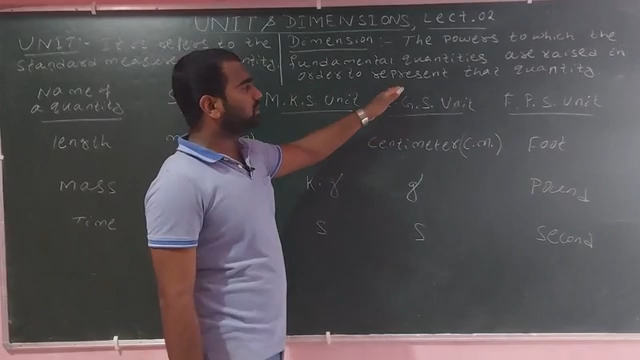 UNIT & DIMENSIONS, Lect. 02
UNIT:- It is refers to the
standard measure
Dimension:- The powers to which the
fundamental quantities are raised in
order to represent that quantity
Name of
a quantity
M.K.S. Unit
G.S. Unit
F.P.S. Unit
length
Centimeter(c.m.)
Foot
Mass
K.g
g
Pound
Time
S
S
Second